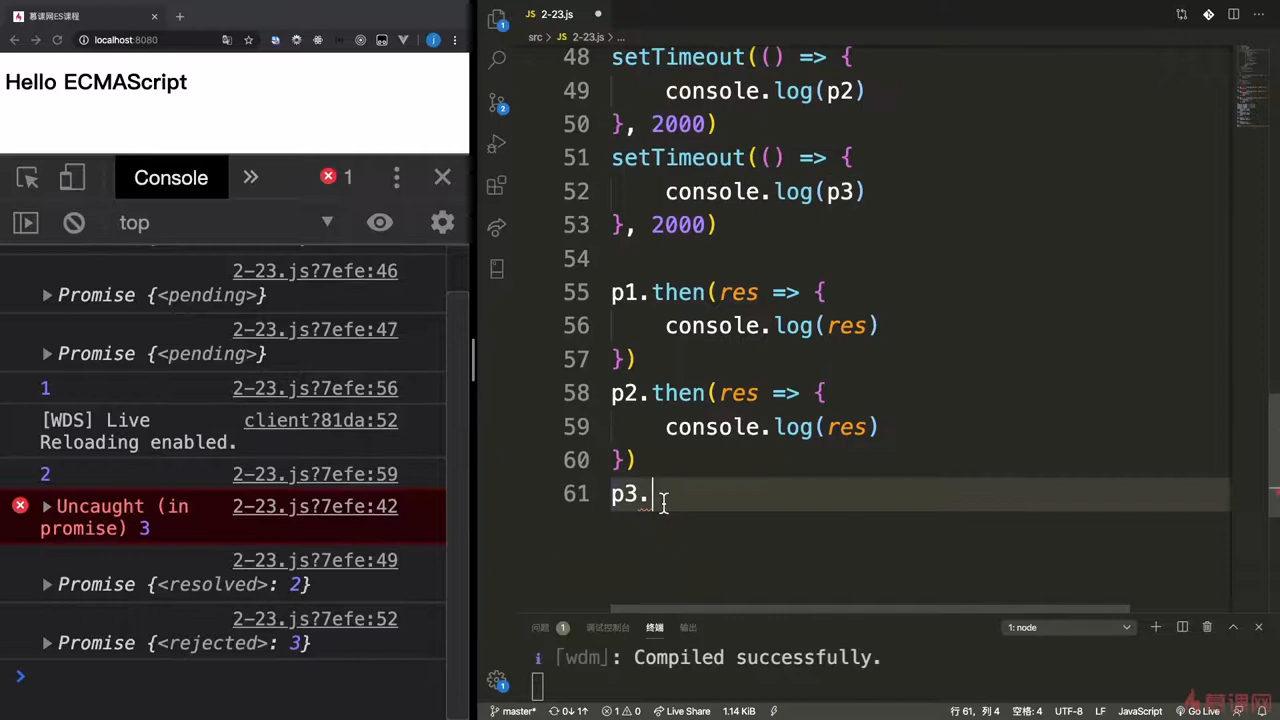 慕课网ES课程
localhost:8080
Hello ECMAScript
Console
1
top
2-23.js?7efe:46
Promise {<pending>}
2-23.js?7efe:47
Promise {<pending>}
1 2-23.js?7efe:56
[WDS] Live client?81da:52
Reloading enabled.
2 2-23.js?7efe:59
Uncaught (in 2-23.js?7efe:42
promise) 3
2-23.js?7efe:49
Promise {<resolved>: 2}
2-23.js?7efe:52
Promise {<rejected>: 3}
2-23.js
src > 2-23.js > ...
48 setTimeout(() => {
49 console.log(p2)
50 }, 2000)
51 setTimeout(() => {
52 console.log(p3)
53 }, 2000)
54
55 p1.then(res => {
56 console.log(res)
57 })
58 p2.then(res => {
59 console.log(res)
60 })
61 p3.
问题 1 调试控制台 终端 输出 1: node
i 「wdm」: Compiled successfully.
master* 0↓ 1↑ 1 0 Live Share 1.14 KiB 行 61, 列 4 空格: 4 UTF-8 LF JavaScript Go Live
慕课网